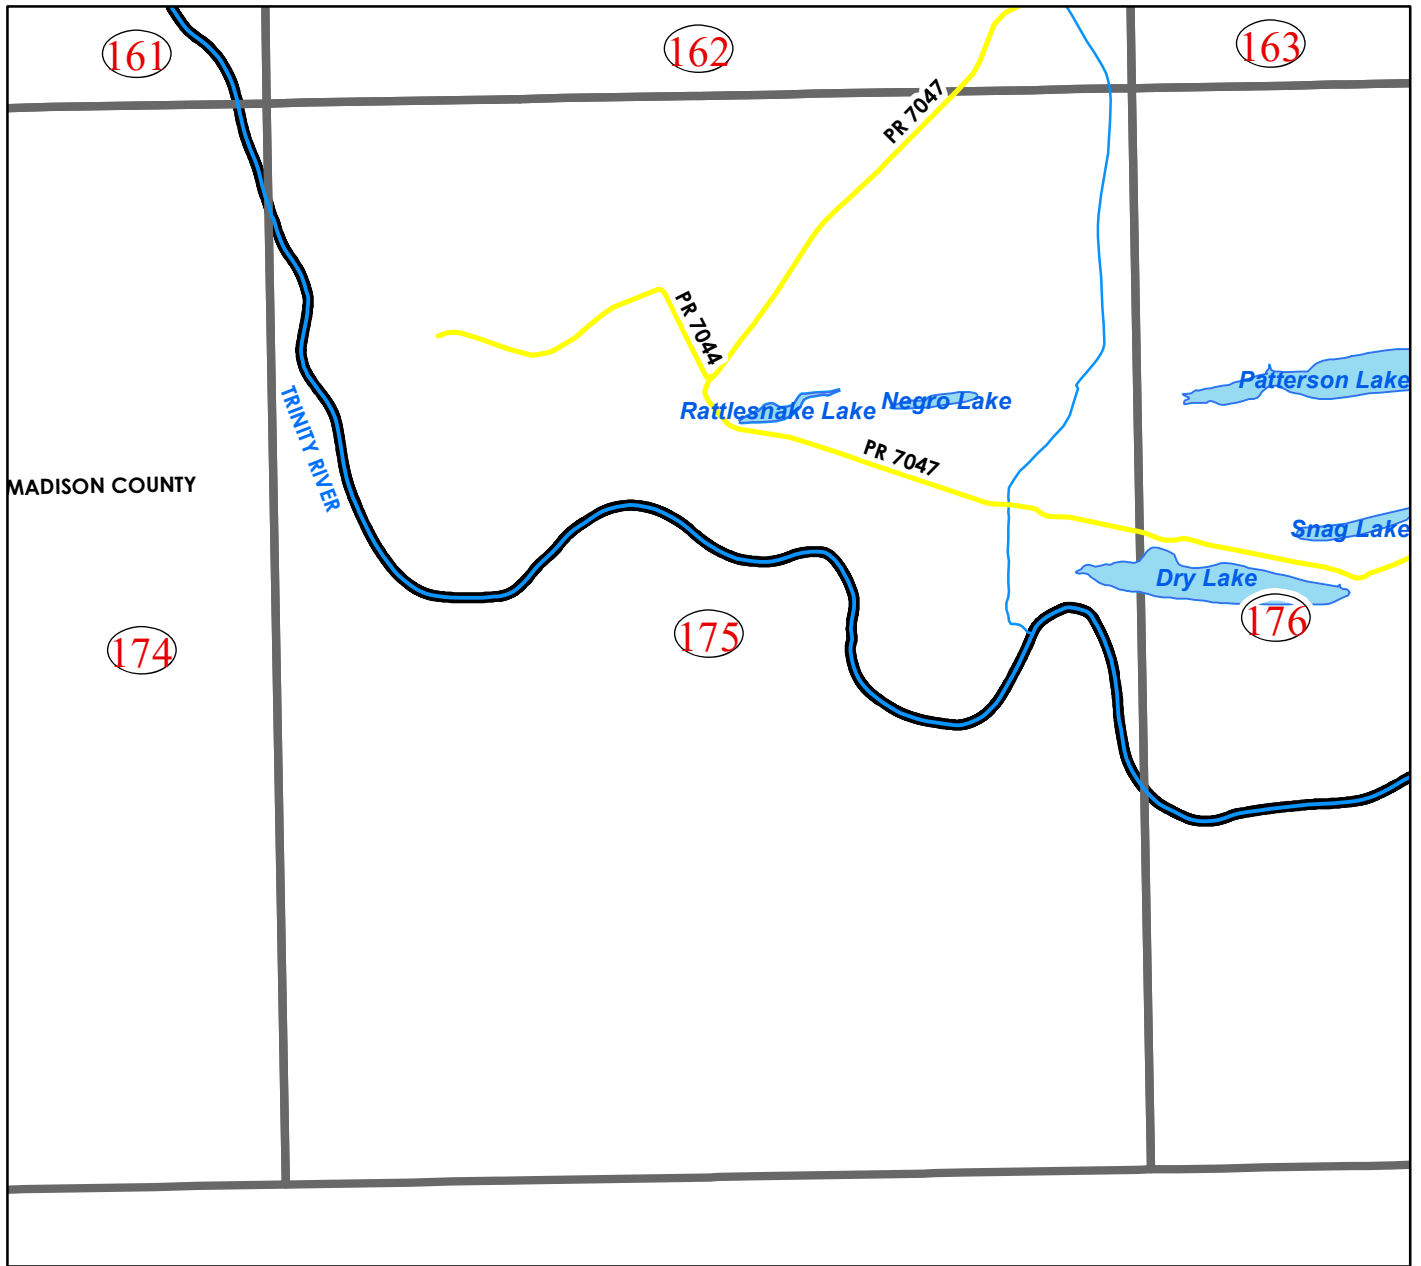 161
162
163
PR 7047
PR 7044
Patterson Lake
Rattlesnake Lake
Negro Lake
TRINITY RIVER
PR 7047
MADISON COUNTY
Snag Lake
Dry Lake
176
174
175